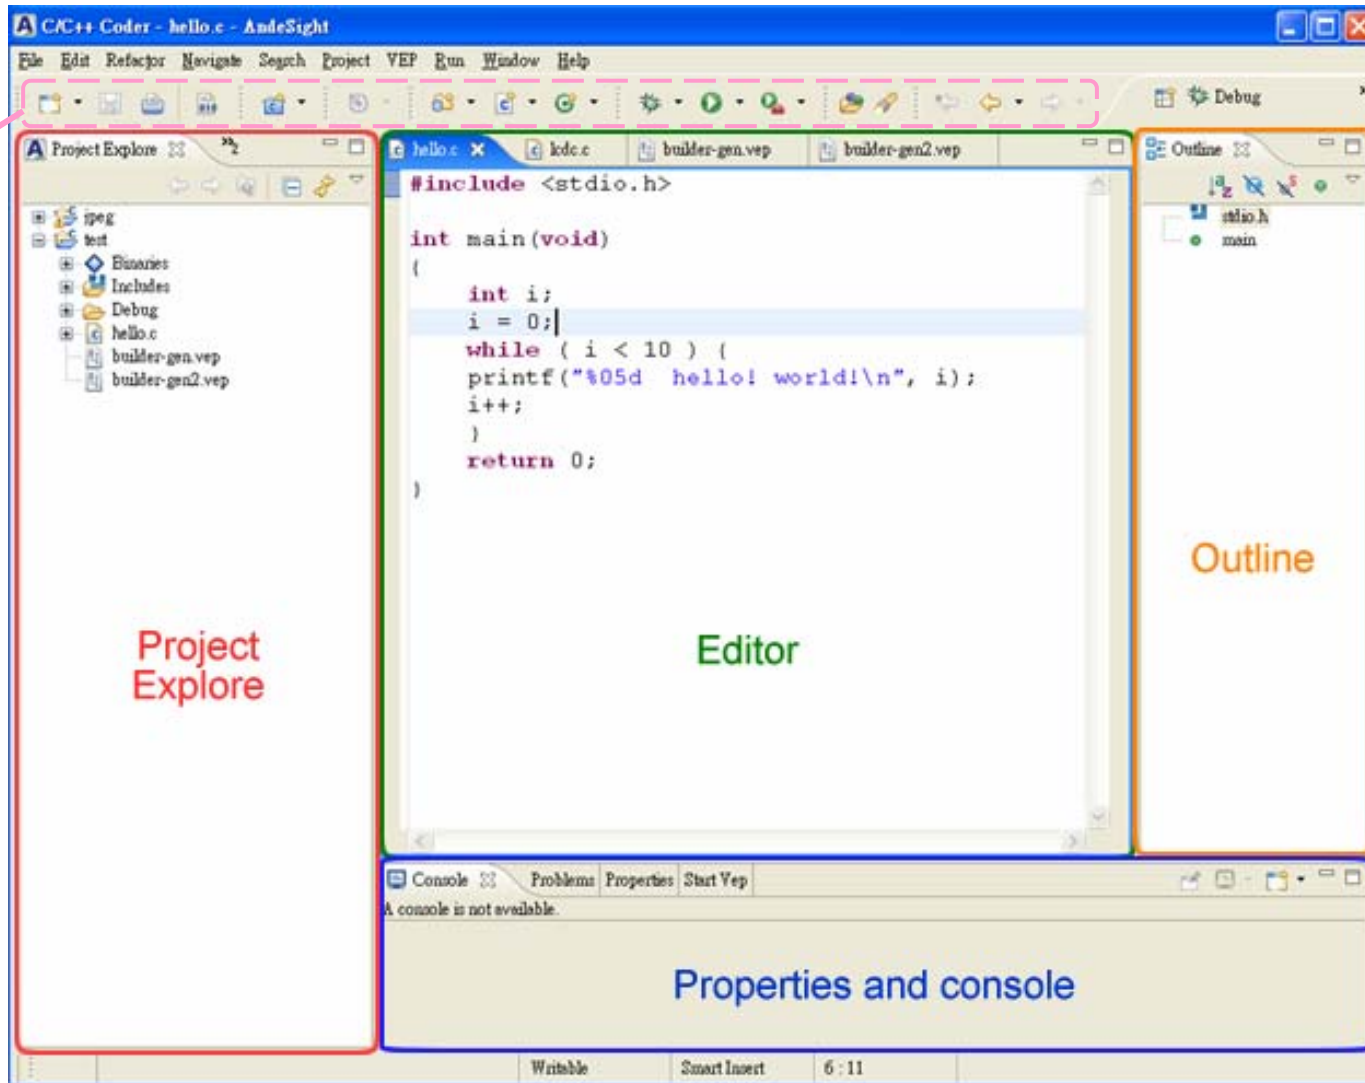 C/C++ Coder - hello.c - AndeSight
File Edit Refactor Navigate Search Project VEP Run Window Help
Debug
Project Explore
hello.c
lcdc.c
builder-gen.vep
builder-gen2.vep
Outline
jpeg
test
Binaries
Includes
Debug
hello.c
builder-gen.vep
builder-gen2.vep
#include <stdio.h>
int main(void)
{
int i;
i = 0;
while ( i < 10 ) {
printf("%05d  hello! world!\n", i);
i++;
}
return 0;
}
stdio.h
main
Project
Explore
Editor
Outline
Console Problems Properties Start Vep
A console is not available.
Properties and console
Writable Smart Insert 6 : 11